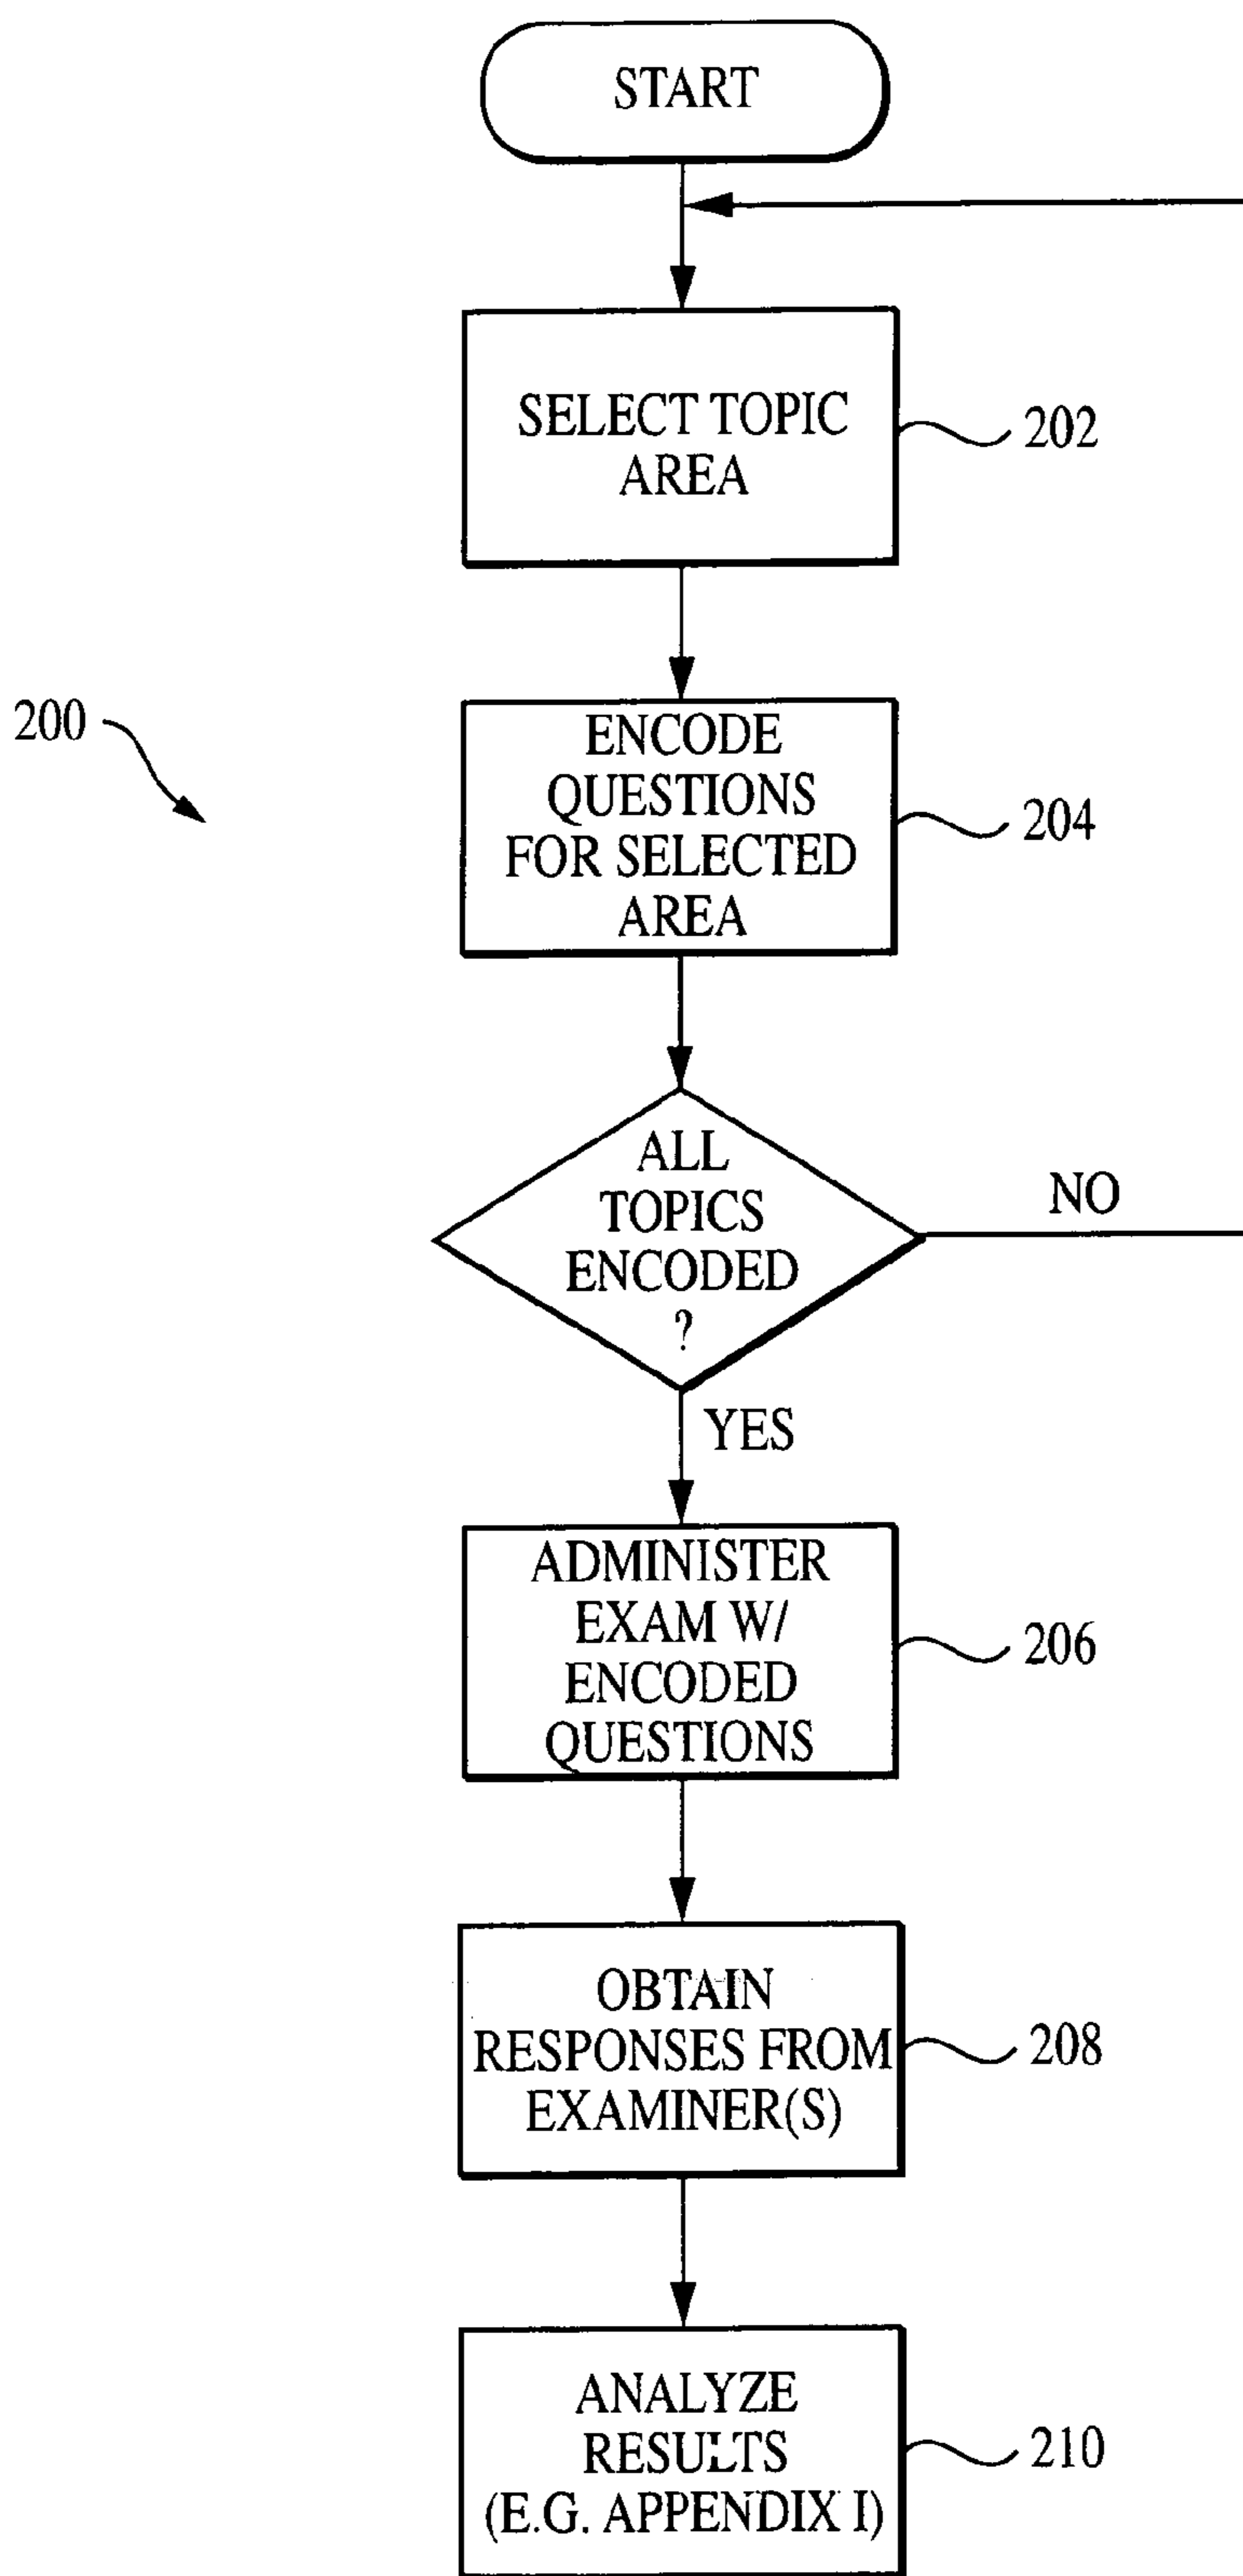 START
SELECT TOPIC
AREA
202
200
ENCODE
QUESTIONS
FOR SELECTED
AREA
204
ALL
TOPICS
ENCODED
?
NO
YES
ADMINISTER
EXAM W/
ENCODED
QUESTIONS
206
OBTAIN
RESPONSES FROM
EXAMINER(S)
208
ANALYZE
RESULTS
(E.G. APPENDIX I)
210